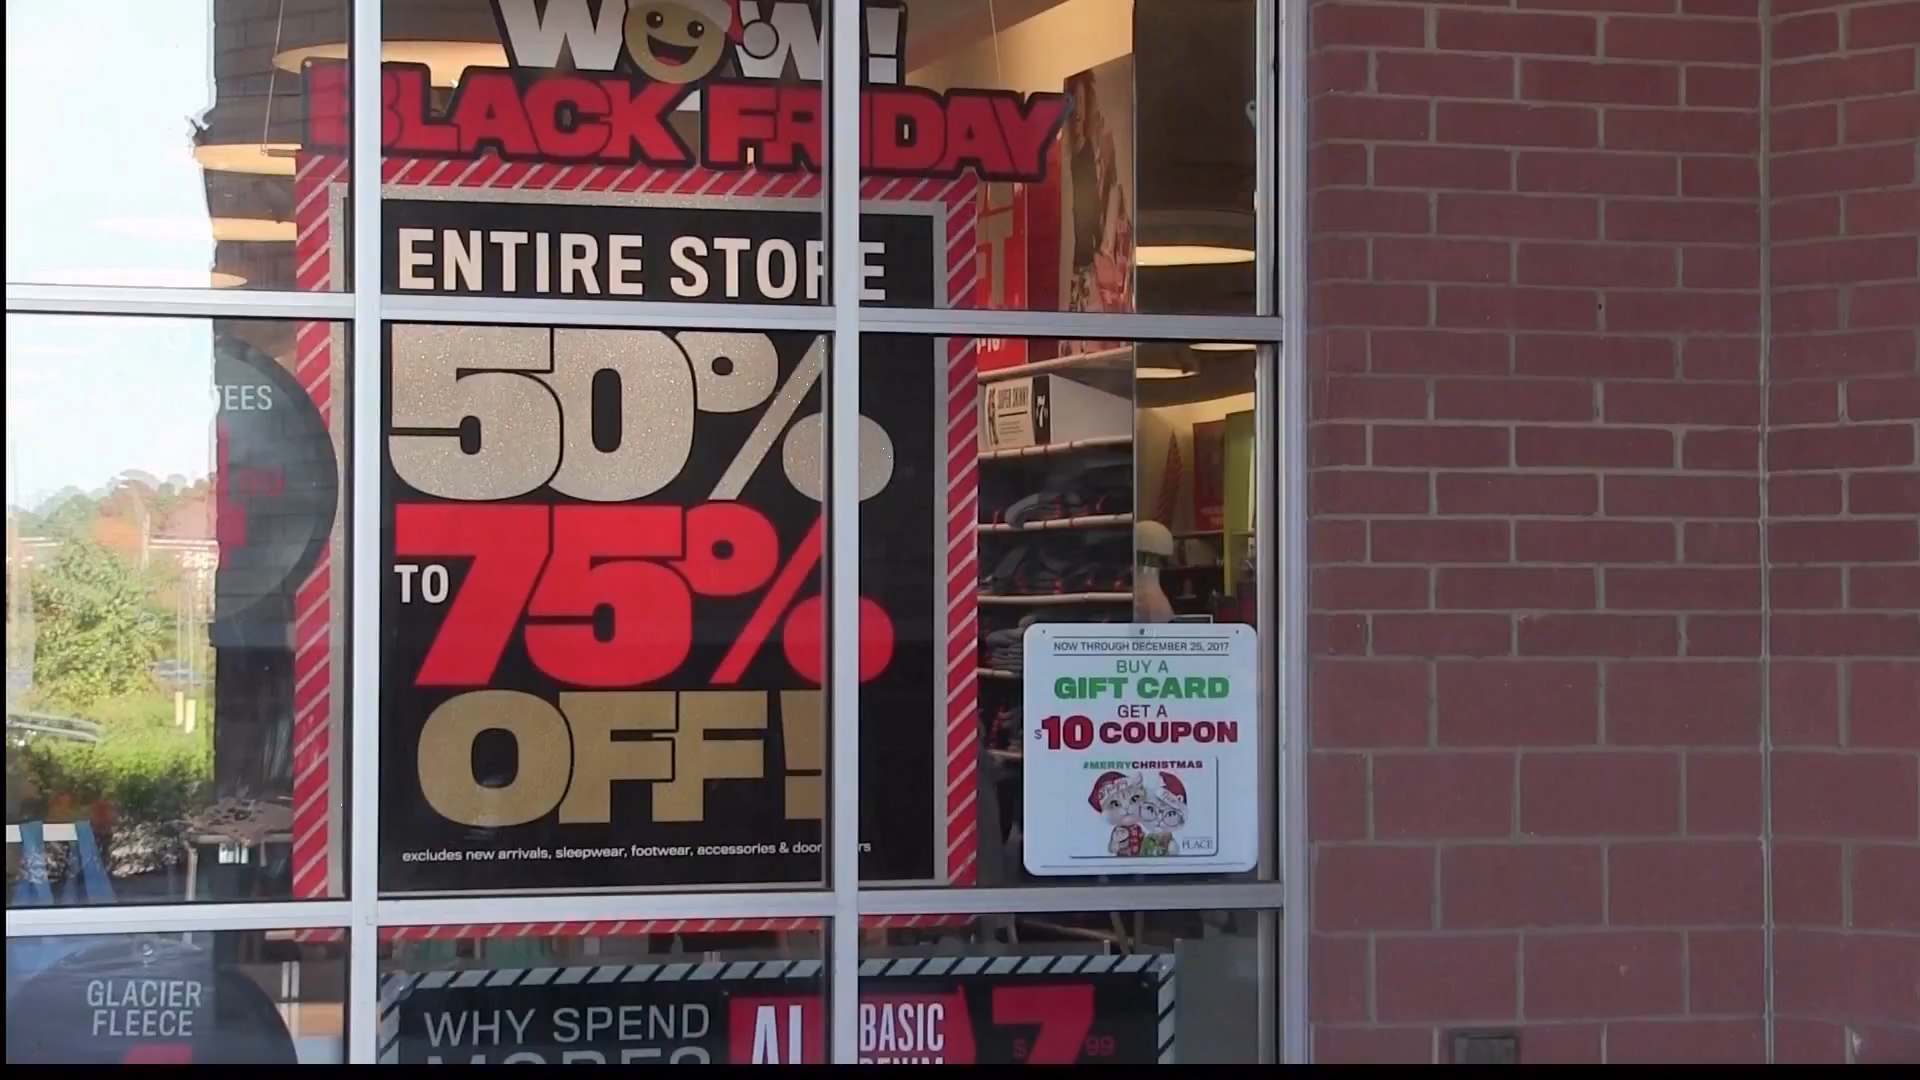 WOW!
BLACK FRIDAY
ENTIRE STORE
50%
TO 75%
OFF!
excludes new arrivals, sleepwear, footwear, accessories &
TEES
SUPER SKINNY
NOW THROUGH DECEMBER 25, 2017
BUY A
GIFT CARD
GET A
$10 COUPON
#MERRYCHRISTMAS
PLACE
GLACIER
FLEECE
WHY SPEND
MORE?
BASIC
DENIM
$7.99